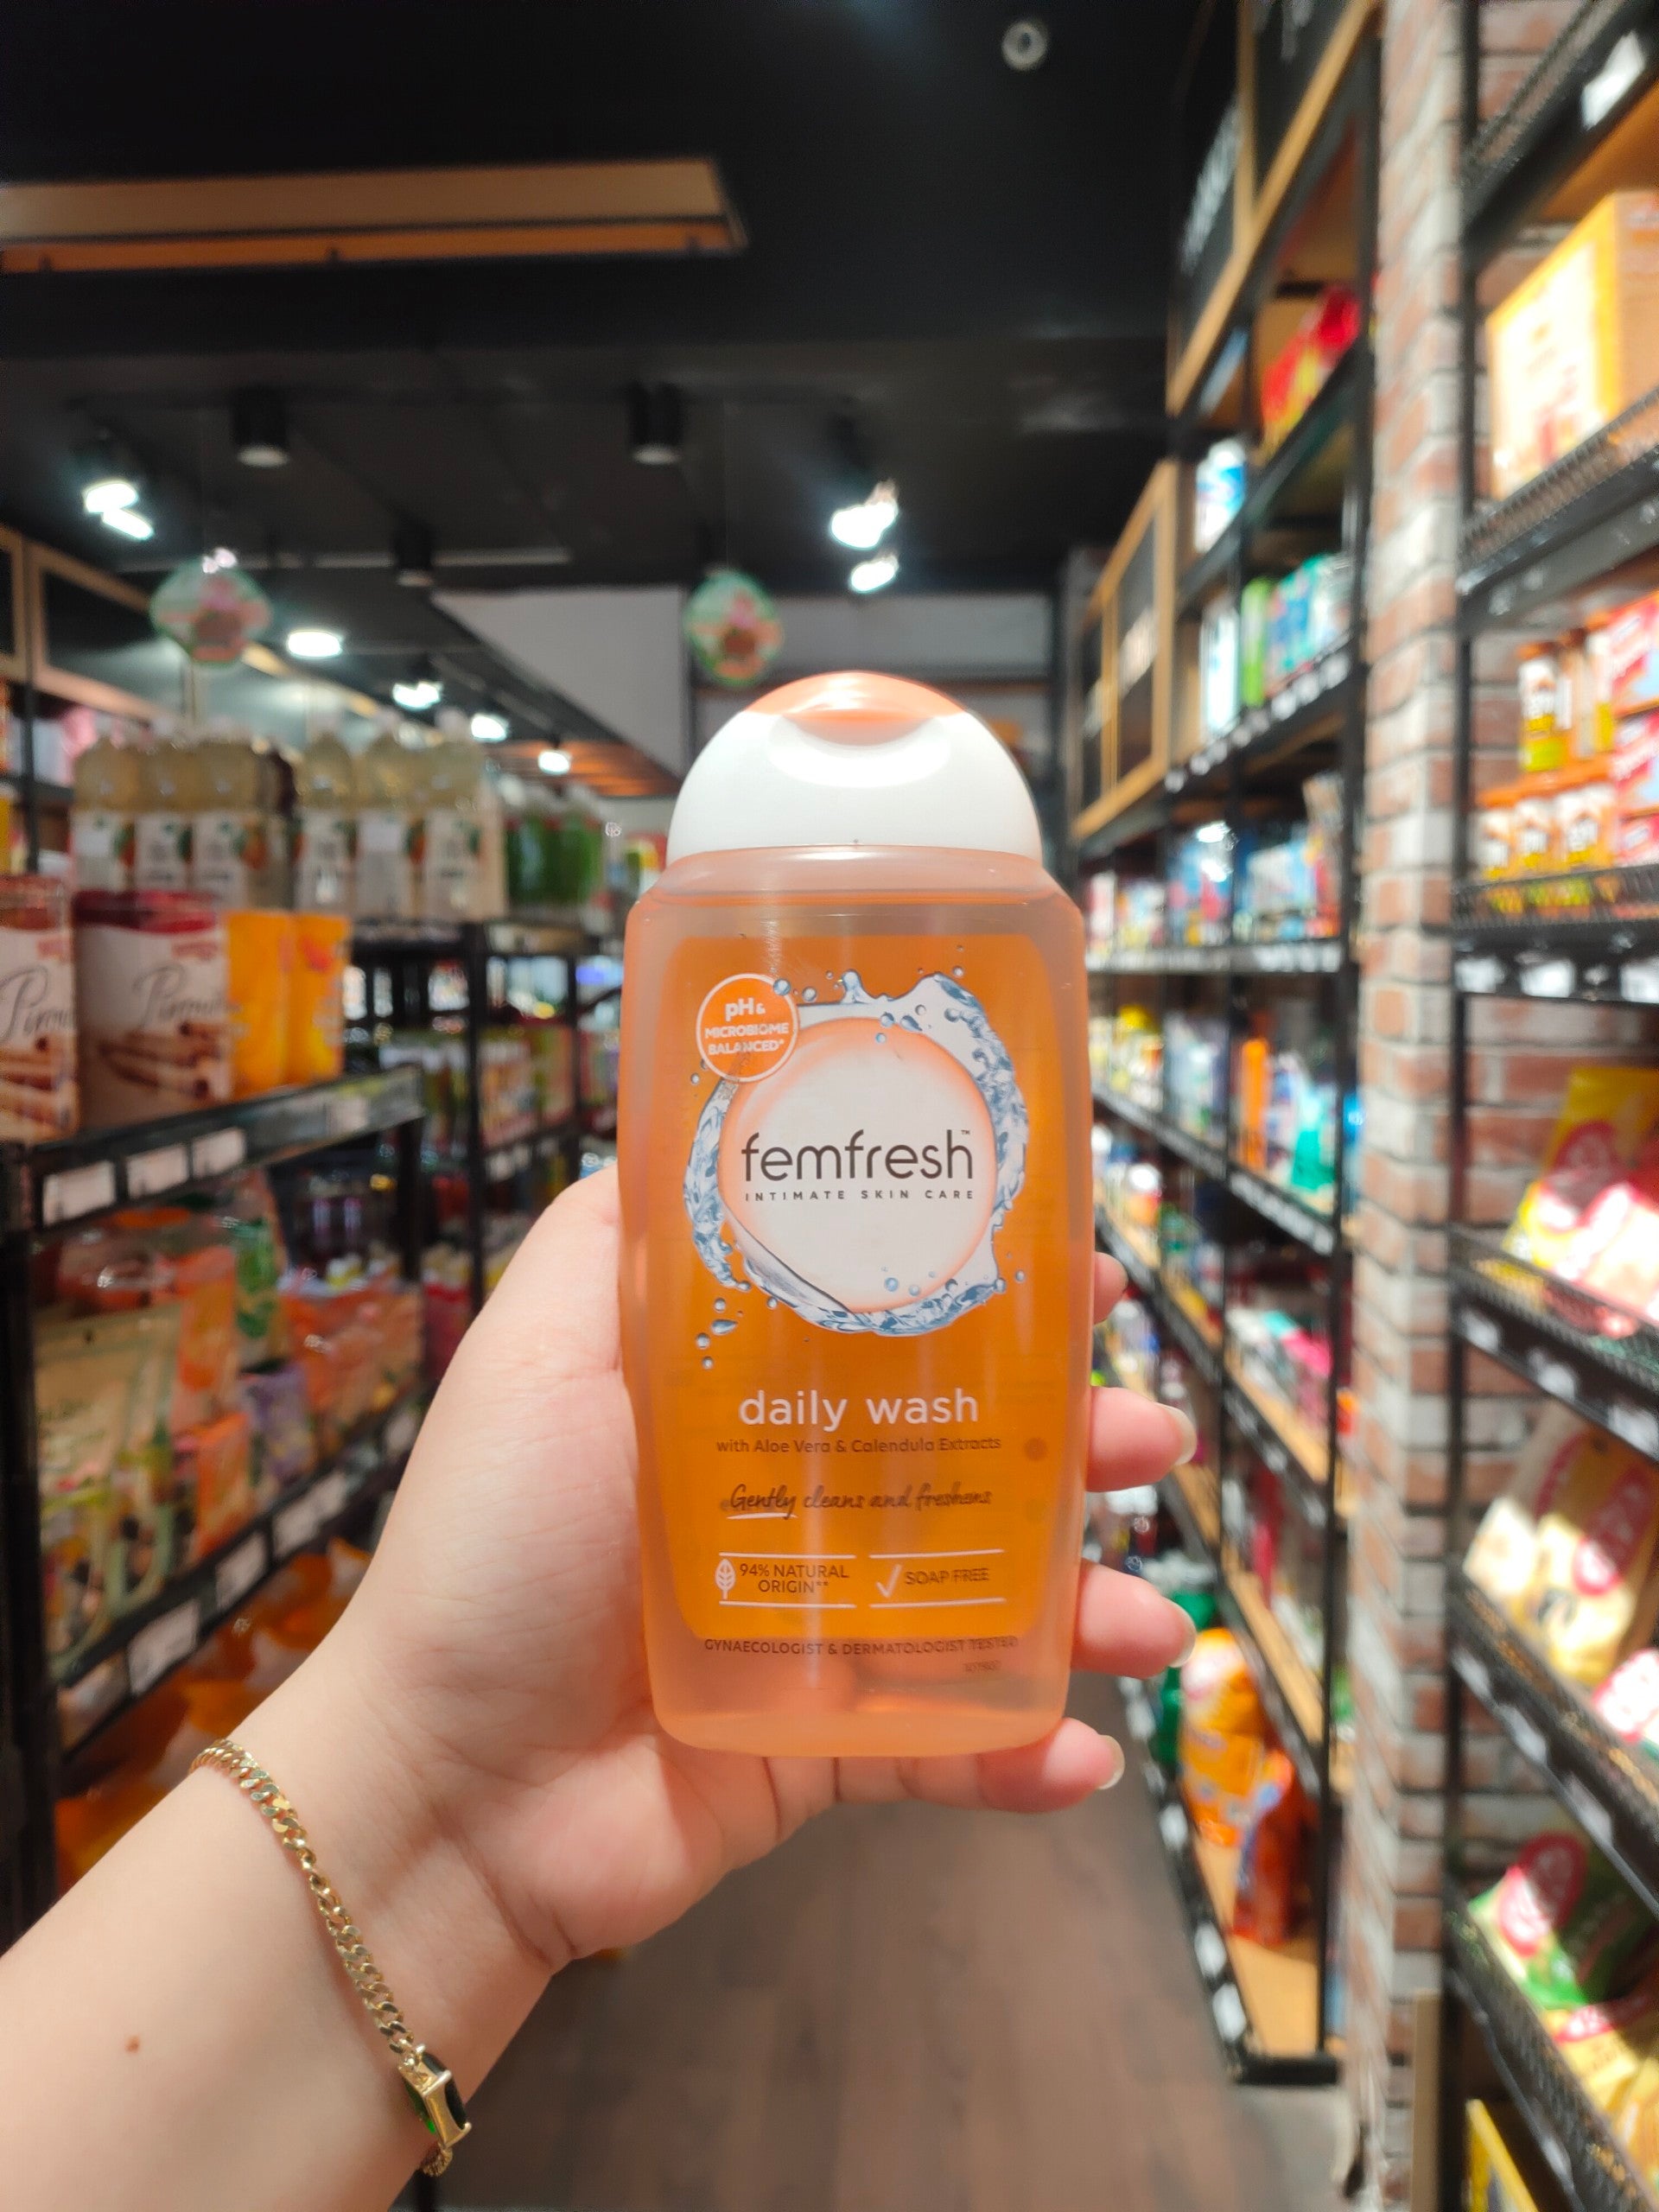 pH &
MICROBIOME
BALANCED*
femfresh™
INTIMATE SKIN CARE
daily wash
with Aloe Vera & Calendula Extracts
Gently cleans and freshens
94% NATURAL
ORIGIN**
SOAP FREE
GYNAECOLOGIST & DERMATOLOGIST TESTED